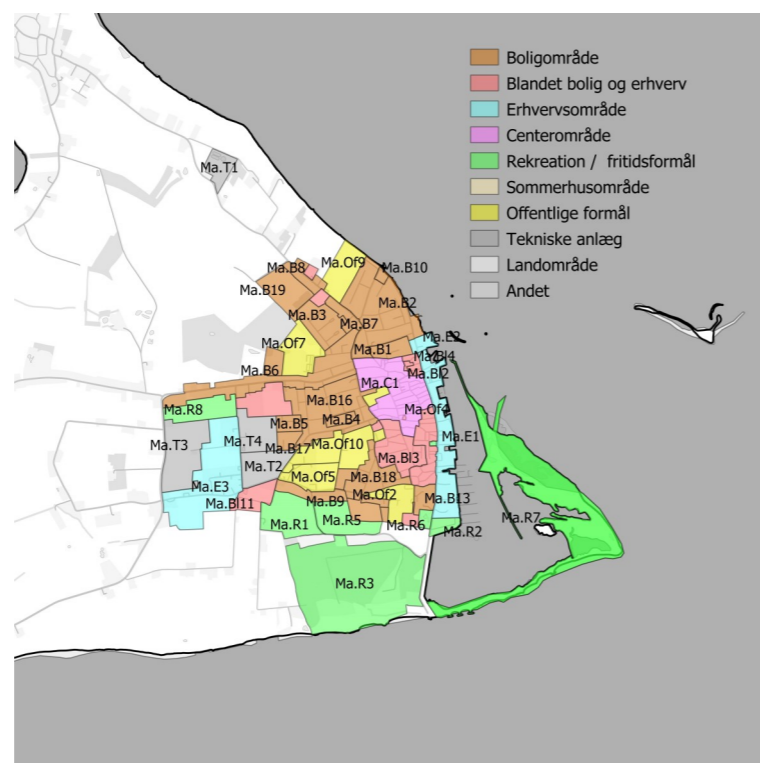 Boligområde
Blandet bolig og erhverv
Erhvervsområde
Centerområde
Rekreation / fritidsformål
Sommerhusområde
Offentlige formål
Tekniske anlæg
Landområde
Andet
Ma.T1
Ma.Of9
Ma.B8
Ma.B10
Ma.B19
Ma.B2
Ma.B3
Ma.B7
Ma.Of7
Ma.B1
Ma.Bl4
Ma.B6
Ma.Bl2
Ma.C1
Ma.B16
Ma.R8
Ma.Of4
Ma.B4
Ma.B5
Ma.T3
Ma.T4
Ma.Of10
Ma.E1
Ma.B17
Ma.Bl3
Ma.T2
Ma.Of5
Ma.B18
Ma.E3
Ma.Of2
Ma.B13
Ma.Bl11
Ma.B9
Ma.R7
Ma.R1
Ma.R5
Ma.R6
Ma.R2
Ma.R3